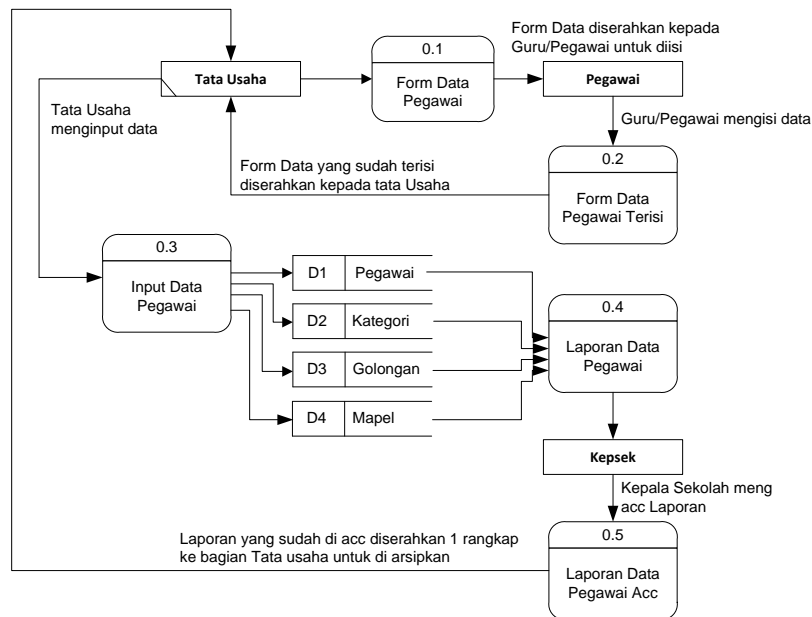 0.1
Form Data
Pegawai
Form Data diserahkan kepada
Guru/Pegawai untuk diisi
Tata Usaha
Pegawai
Tata Usaha
menginput data
Guru/Pegawai mengisi data
Form Data yang sudah terisi
diserahkan kepada tata Usaha
0.2
Form Data
Pegawai Terisi
0.3
Input Data
Pegawai
D1 Pegawai
D2 Kategori
D3 Golongan
D4 Mapel
0.4
Laporan Data
Pegawai
Kepsek
Kepala Sekolah meng
acc Laporan
Laporan yang sudah di acc diserahkan 1 rangkap
ke bagian Tata usaha untuk di arsipkan
0.5
Laporan Data
Pegawai Acc